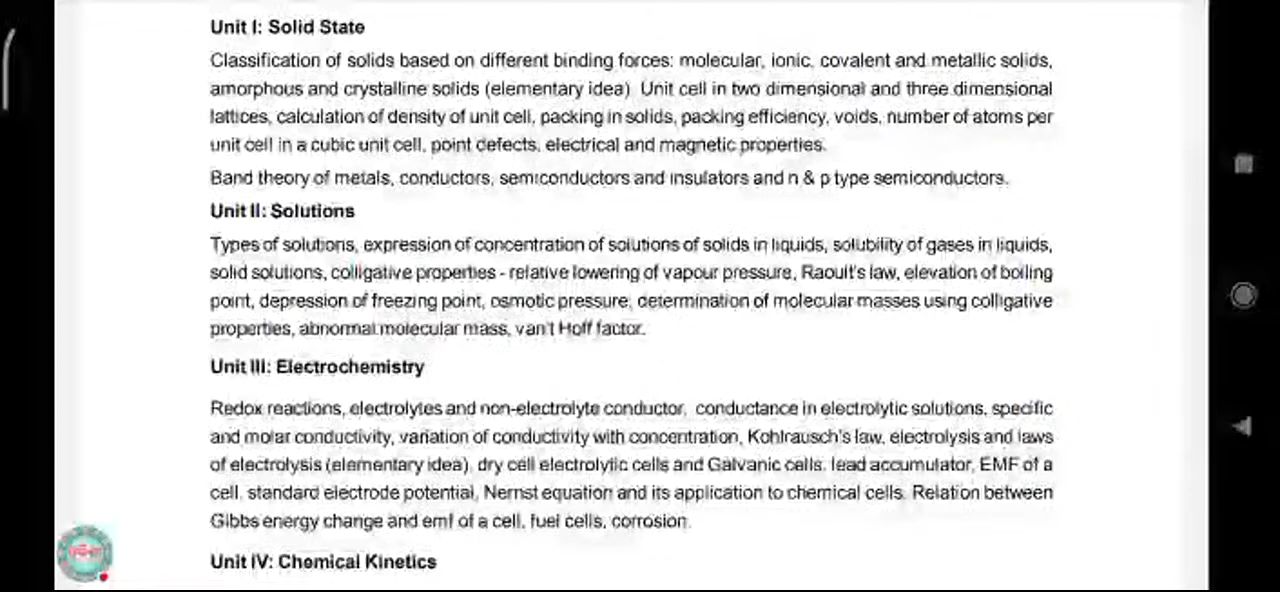 Unit I: Solid State
Classification of solids based on different binding forces: molecular, ionic, covalent and metallic solids,
amorphous and crystalline solids (elementary idea). Unit cell in two dimensional and three dimensional
lattices, calculation of density of unit cell, packing in solids, packing efficiency, voids, number of atoms per
unit cell in a cubic unit cell, point defects, electrical and magnetic properties.
Band theory of metals, conductors, semiconductors and insulators and n & p type semiconductors.
Unit II: Solutions
Types of solutions, expression of concentration of solutions of solids in liquids, solubility of gases in liquids,
solid solutions, colligative properties - relative lowering of vapour pressure, Raoult's law, elevation of boiling
point, depression of freezing point, osmotic pressure, determination of molecular masses using colligative
properties, abnormal molecular mass, van't Hoff factor.
Unit III: Electrochemistry
Redox reactions, electrolytes and non-electrolyte conductor, conductance in electrolytic solutions, specific
and molar conductivity, variation of conductivity with concentration, Kohlrausch's law, electrolysis and laws
of electrolysis (elementary idea), dry cell electrolytic cells and Galvanic cells, lead accumulator, EMF of a
cell, standard electrode potential, Nernst equation and its application to chemical cells. Relation between
Gibbs energy change and emf of a cell, fuel cells, corrosion.
Unit IV: Chemical Kinetics